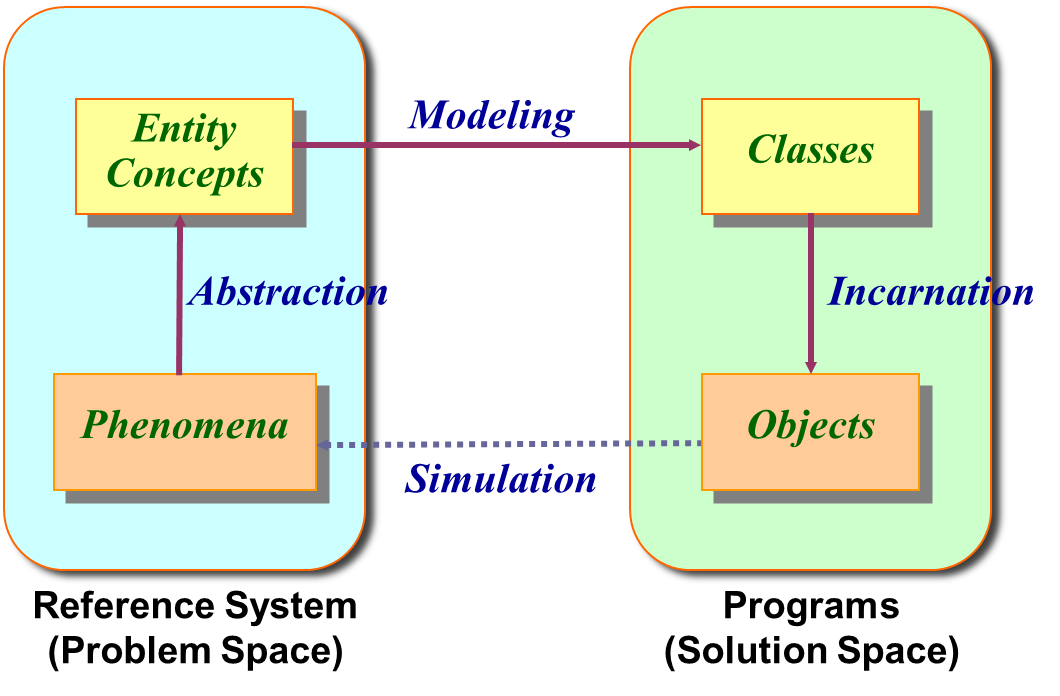 Entity
Concepts
Modeling
Classes
Abstraction
Incarnation
Phenomena
Simulation
Objects
Reference System
(Problem Space)
Programs
(Solution Space)